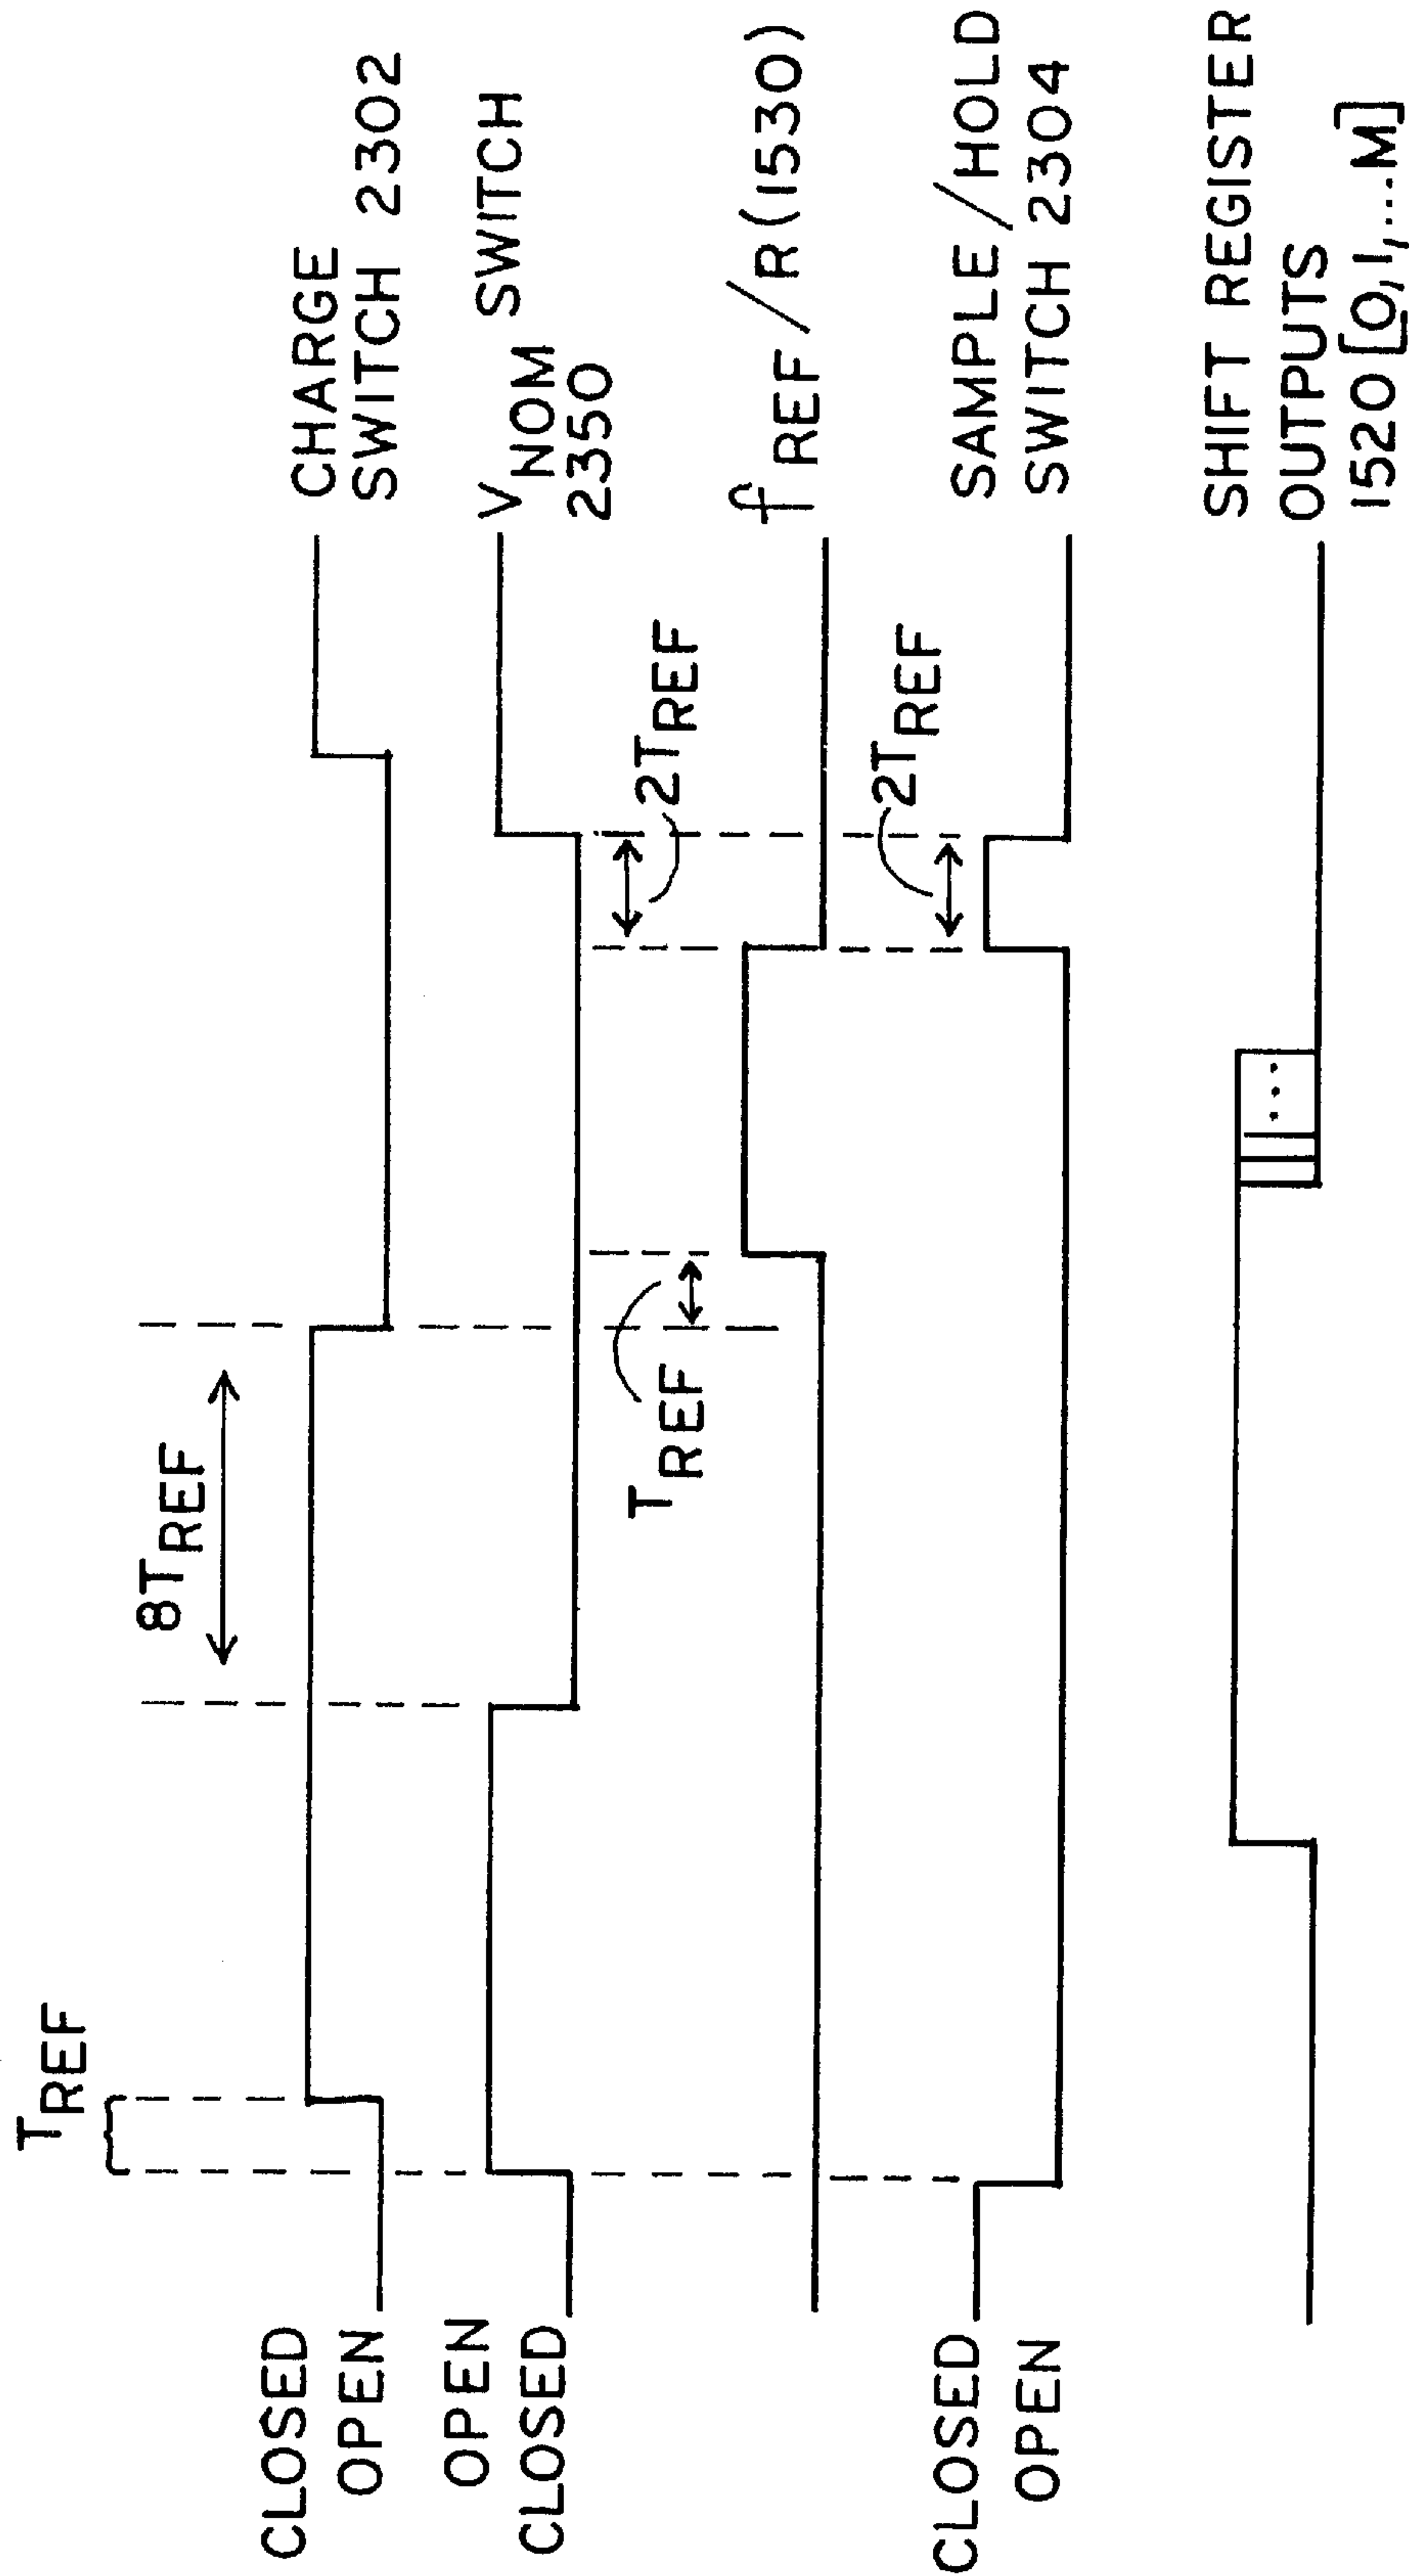 T REF
8T REF
CLOSED
OPEN
CHARGE
SWITCH 2302
OPEN
CLOSED
V NOM SWITCH
2350
T REF
2T REF
f REF/R(1530)
2T REF
CLOSED
OPEN
SAMPLE/HOLD
SWITCH 2304
SHIFT REGISTER
OUTPUTS
1520 [0,1,...M]